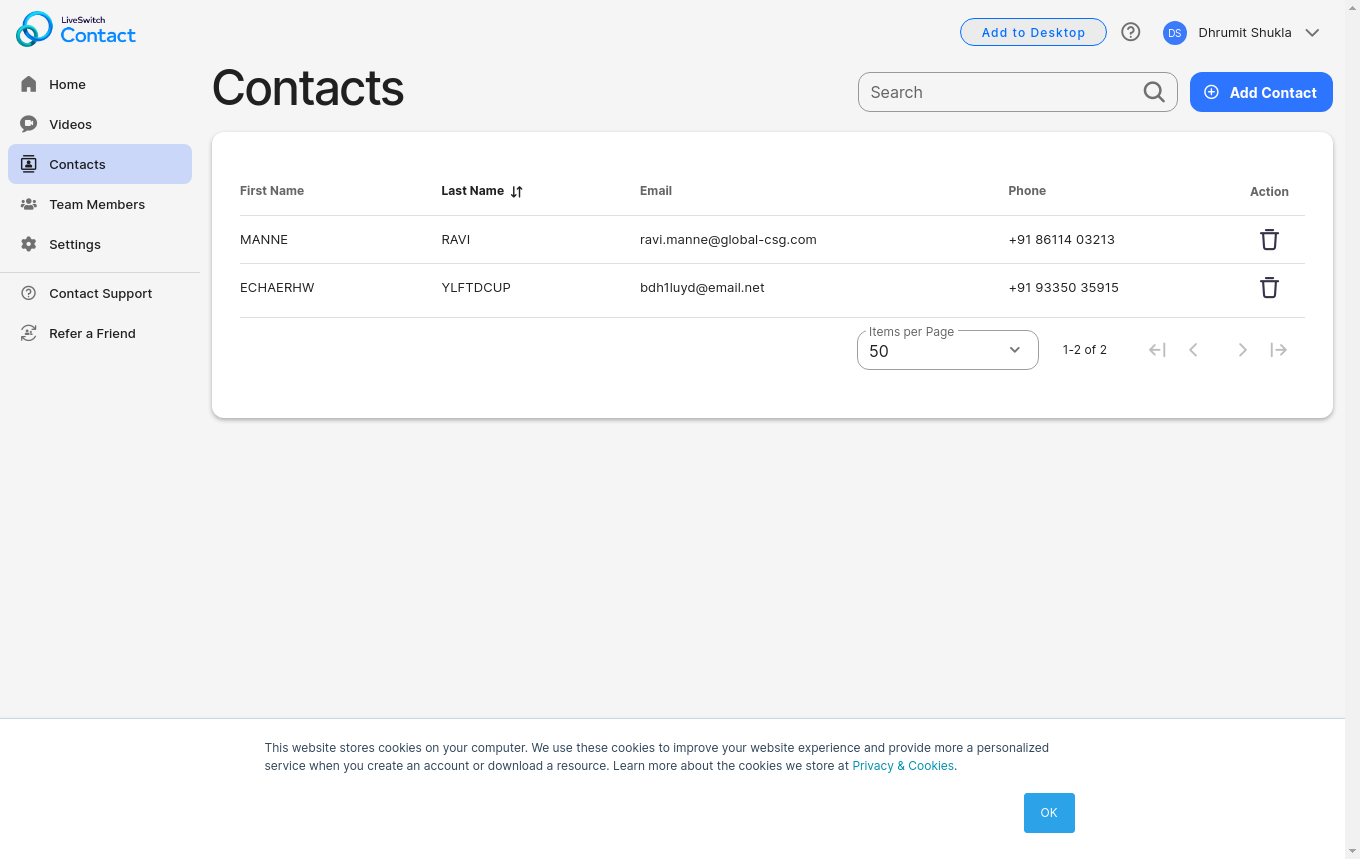 LiveSwitch
Contact
Add to Desktop
DS
Dhrumit Shukla
Home
Videos
Contacts
Team Members
Settings
Contact Support
Refer a Friend
Contacts
Search
Add Contact
First Name Last Name Email Phone Action
MANNE RAVI ravi.manne@global-csg.com +91 86114 03213
ECHAERHW YLFTDCUP bdh1luyd@email.net +91 93350 35915
Items per Page
50
1-2 of 2
This website stores cookies on your computer. We use these cookies to improve your website experience and provide more a personalized
service when you create an account or download a resource. Learn more about the cookies we store at Privacy & Cookies.
OK